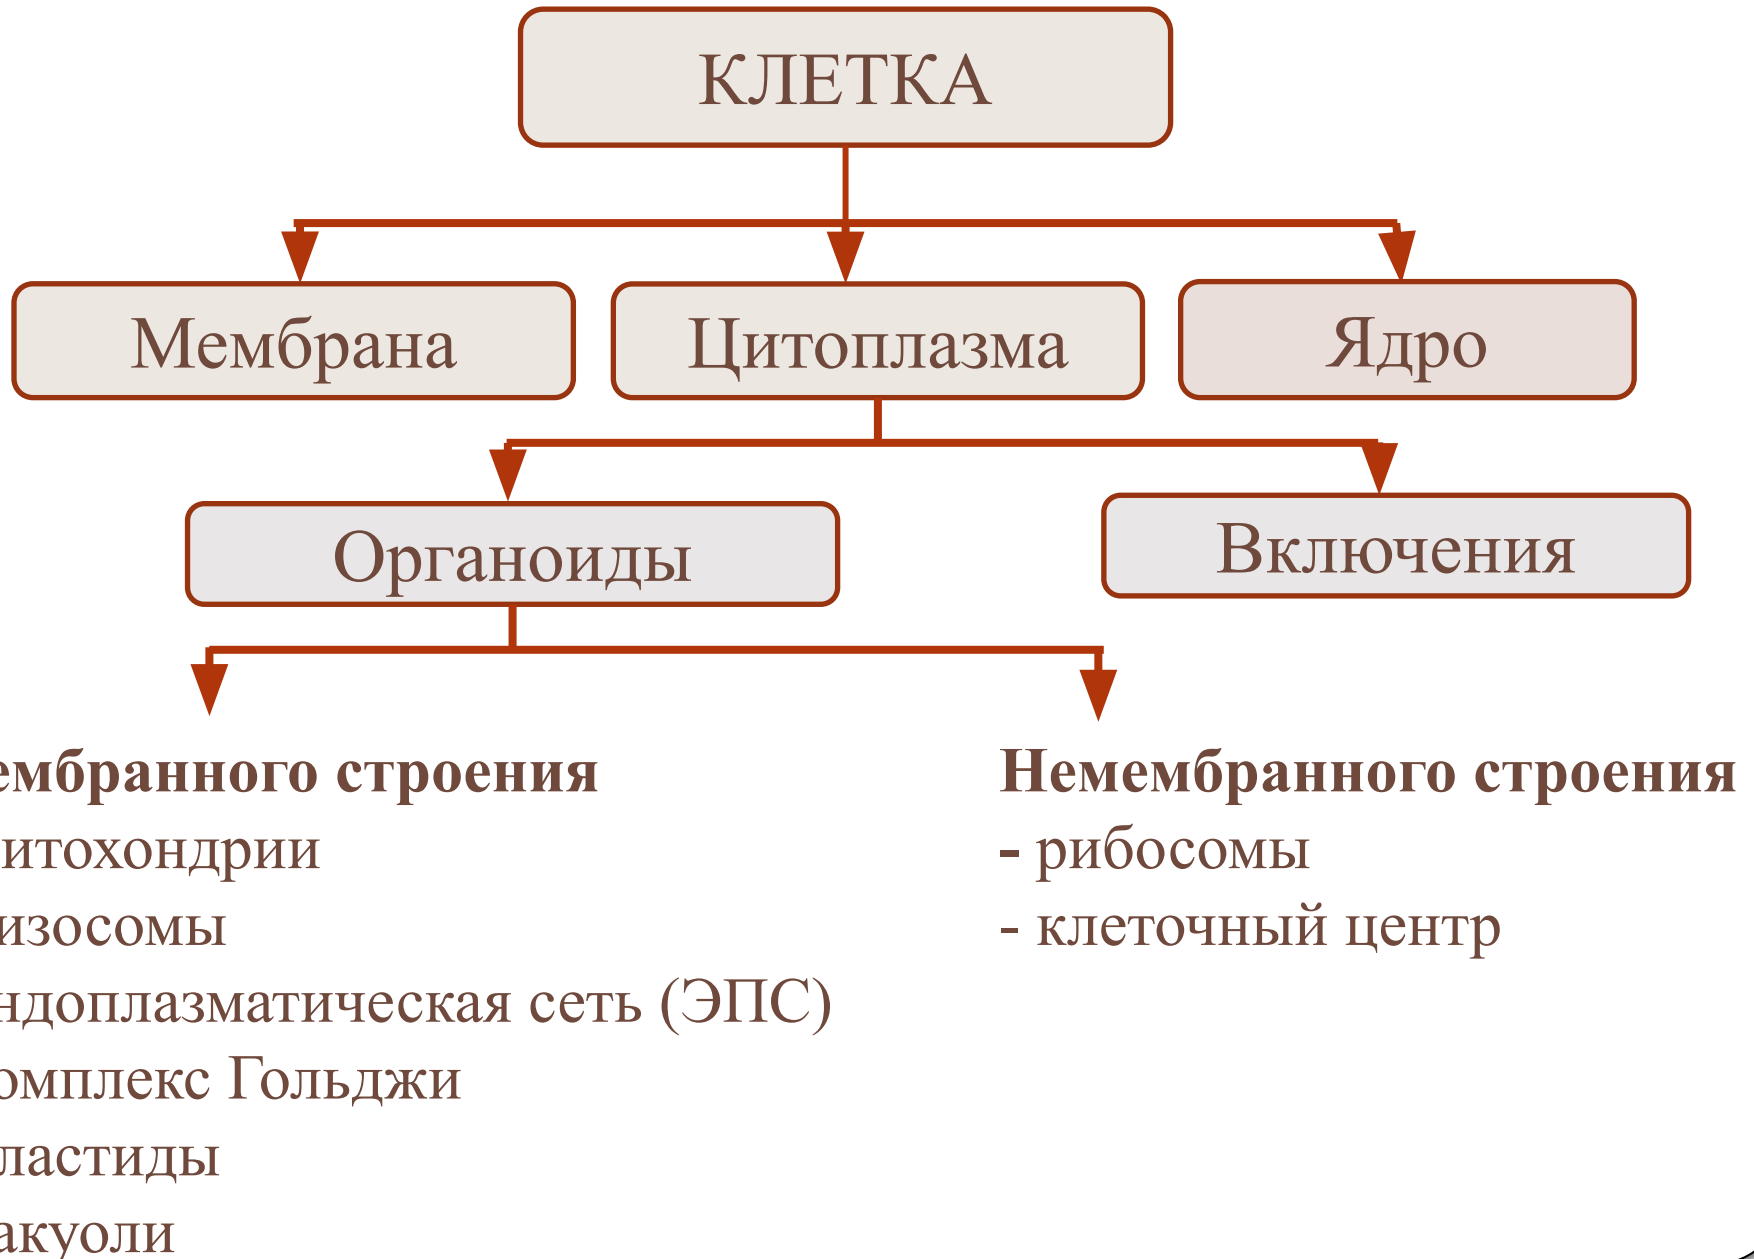 КЛЕТКА
Мембрана
Цитоплазма
Ядро
Органоиды
Включения
ембранного строения
итохондрии
изосомы
ндоплазматическая сеть (ЭПС)
омплекс Гольджи
ластиды
акуоли
Немембранного строения
- рибосомы
- клеточный центр